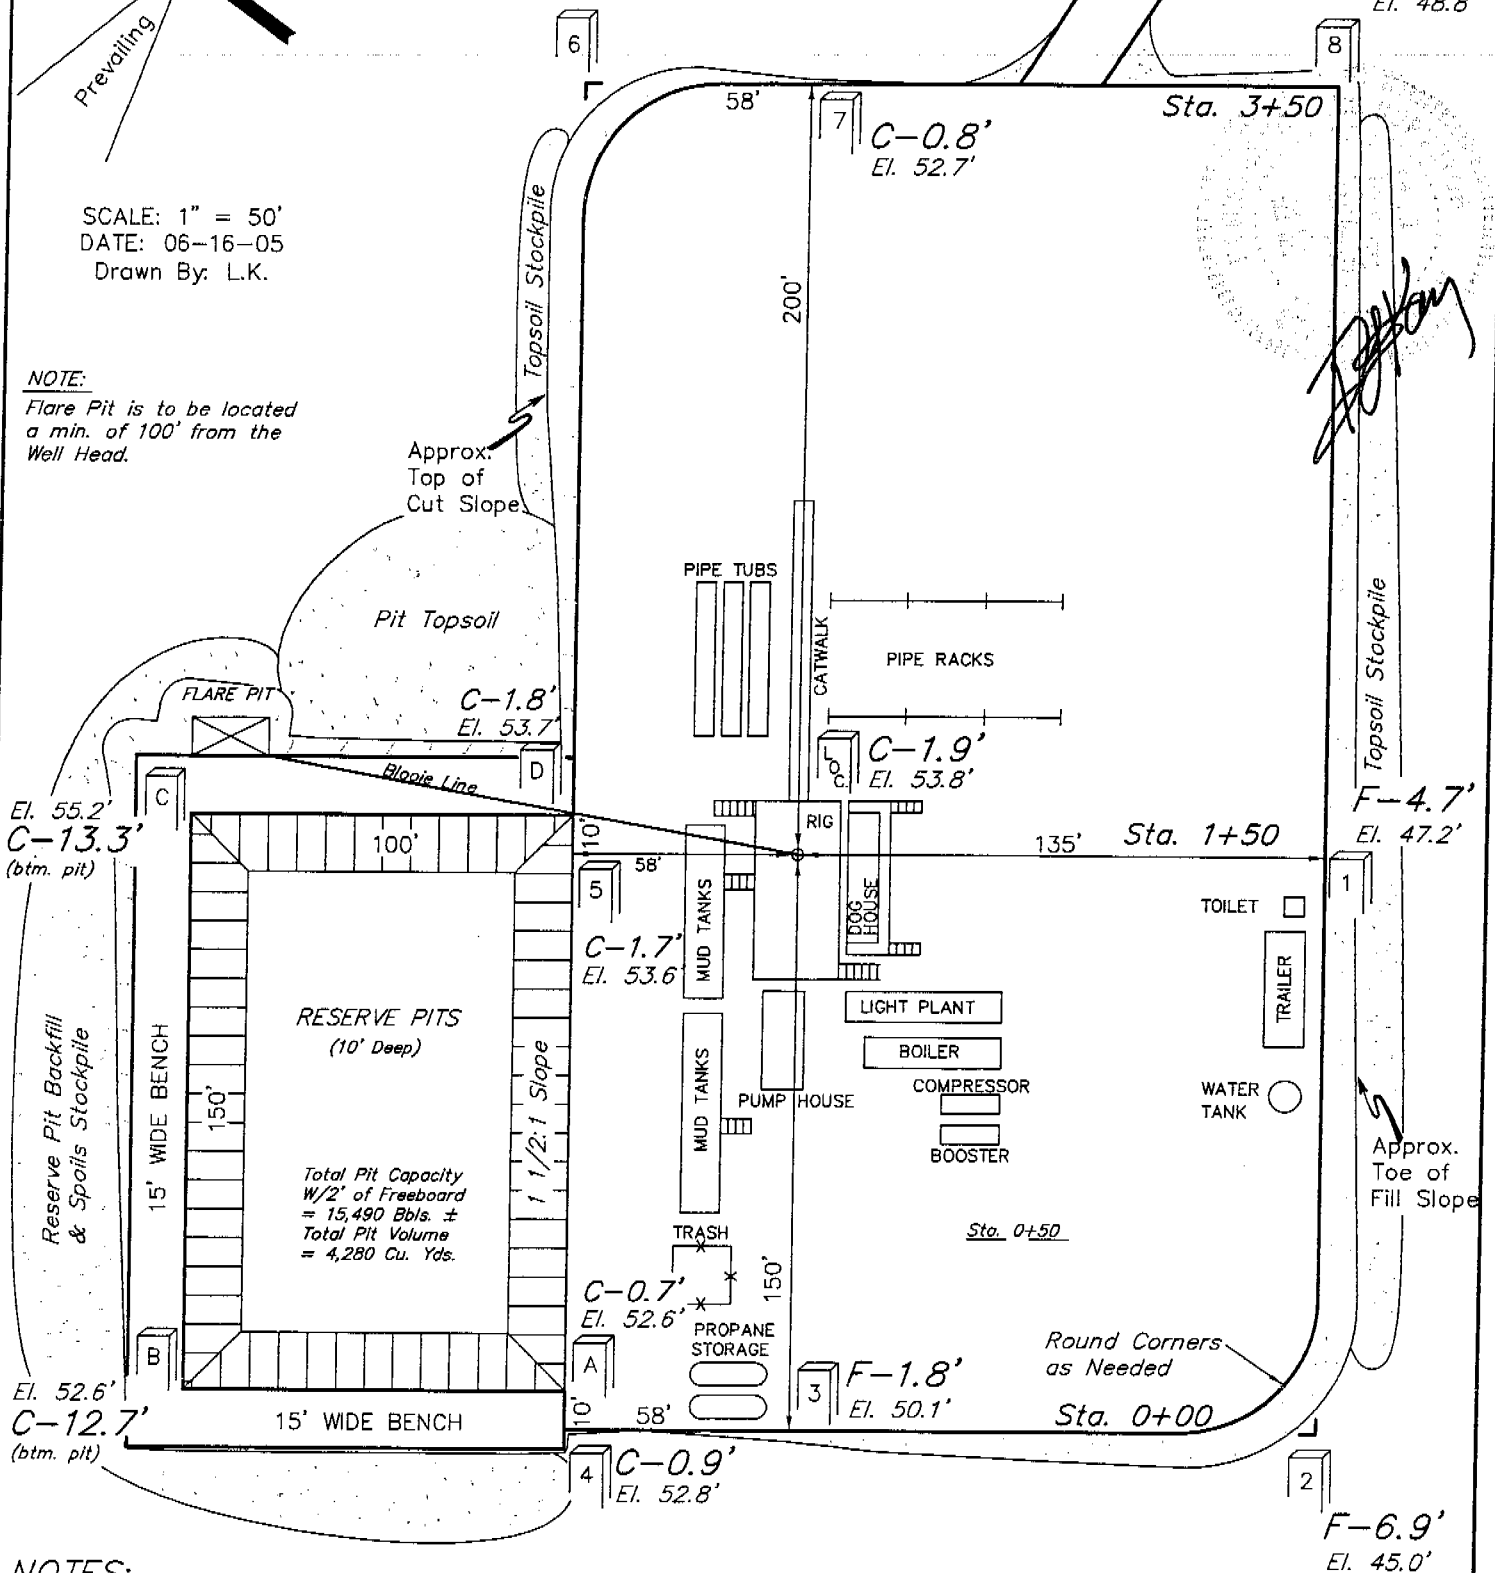 El. 48.8'
Prevailing
6
8
58'
7
C-0.8'
El. 52.7'
Sta. 3+50
SCALE: 1" = 50'
DATE: 06-16-05
Drawn By: L.K.
Topsoil Stockpile
200'
NOTE:
Flare Pit is to be located
a min. of 100' from the
Well Head.
Approx.
Top of
Cut Slope
PIPE TUBS
Pit Topsoil
CATWALK
PIPE RACKS
Topsoil Stockpile
FLARE PIT
C-1.8'
El. 53.7'
D
LOC.
C-1.9'
El. 53.8'
Blooie Line
C
El. 55.2'
C-13.3'
(btm. pit)
100'
10'
RIG
58'
135'
Sta. 1+50
F-4.7'
El. 47.2'
1
5
MUD TANKS
DOG
HOUSE
TOILET
C-1.7'
El. 53.6'
TRAILER
RESERVE PITS
(10' Deep)
LIGHT PLANT
BOILER
Reserve Pit Backfill
& Spoils Stockpile
15' WIDE BENCH
150'
1 1/2:1 Slope
MUD TANKS
PUMP HOUSE
COMPRESSOR
BOOSTER
WATER
TANK
Approx.
Toe of
Fill Slope
Total Pit Capacity
W/2' of Freeboard
= 15,490 Bbls. ±
Total Pit Volume
= 4,280 Cu. Yds.
TRASH
Sta. 0+50
150'
C-0.7'
El. 52.6'
PROPANE
STORAGE
Round Corners
as Needed
B
A
El. 52.6'
C-12.7'
(btm. pit)
15' WIDE BENCH
10'
58'
3
F-1.8'
El. 50.1'
Sta. 0+00
4
C-0.9'
El. 52.8'
2
F-6.9'
El. 45.0'
NOTES: